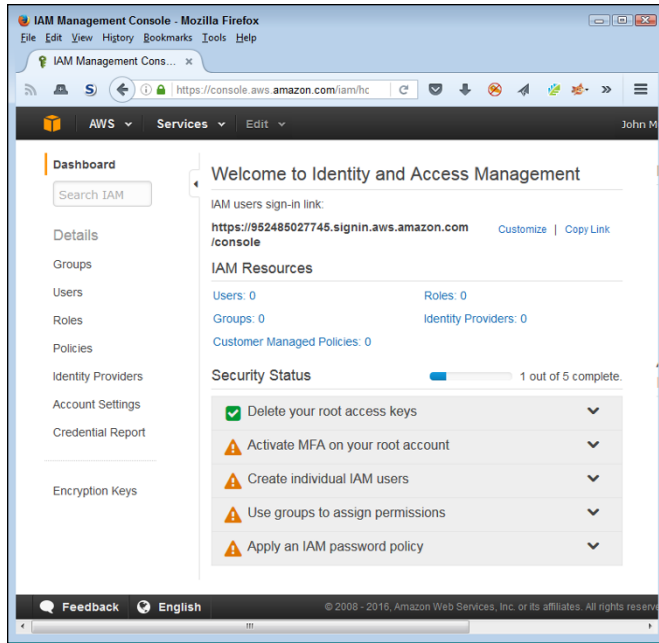 IAM Management Console - Mozilla Firefox
File Edit View History Bookmarks Tools Help
IAM Management Cons... ×
https://console.aws.amazon.com/iam/hc
AWS Services Edit John M
Dashboard
Search IAM
Details
Groups
Users
Roles
Policies
Identity Providers
Account Settings
Credential Report
Encryption Keys
Welcome to Identity and Access Management
IAM users sign-in link:
https://952485027745.signin.aws.amazon.com
/console
Customize | Copy Link
IAM Resources
Users: 0 Roles: 0
Groups: 0 Identity Providers: 0
Customer Managed Policies: 0
Security Status 1 out of 5 complete.
Delete your root access keys
Activate MFA on your root account
Create individual IAM users
Use groups to assign permissions
Apply an IAM password policy
Feedback English © 2008 - 2016, Amazon Web Services, Inc. or its affiliates. All rights reserve